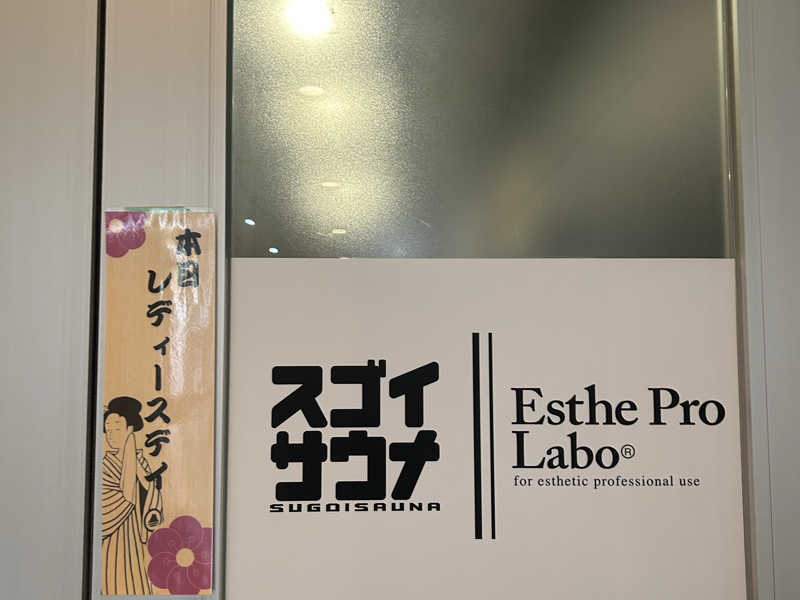 本日
レディースディ
スゴイ
サウナ
SUGOISAUNA
Esthe Pro
Labo®
for esthetic professional use